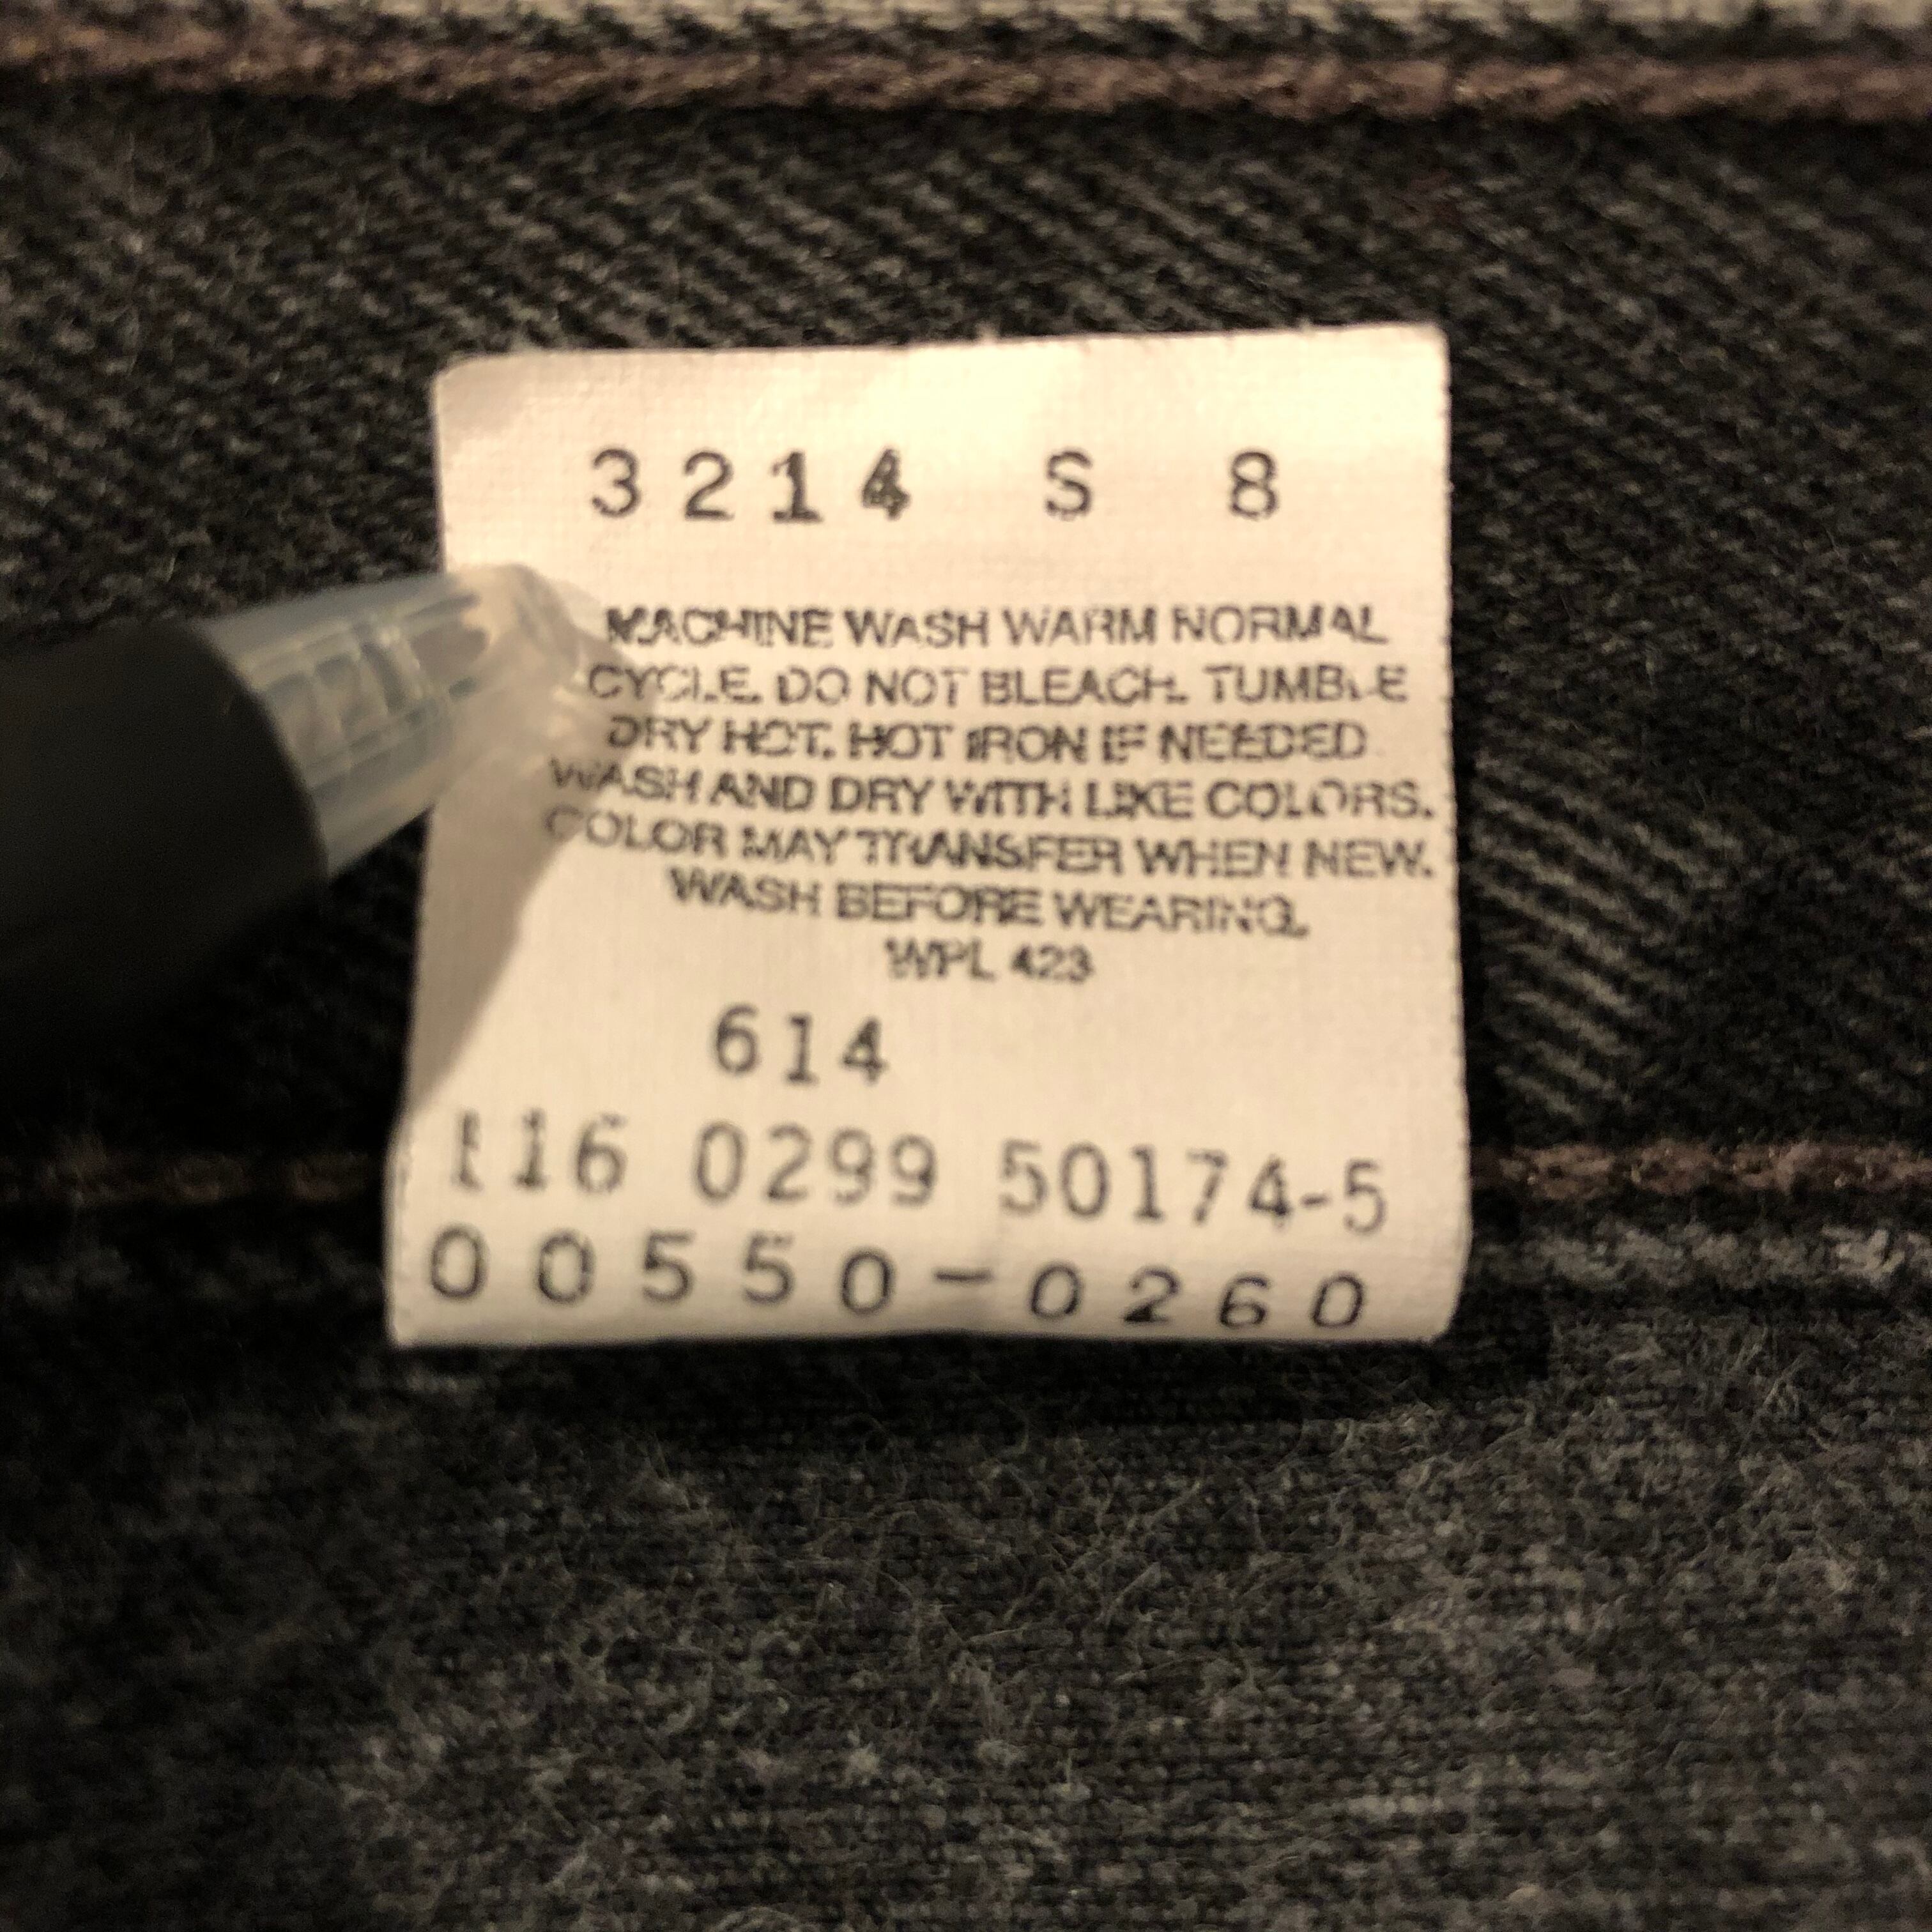 3214 S 8
MACHINE WASH WARM NORMAL
CYCLE. DO NOT BLEACH. TUMBLE
DRY HOT. HOT IRON IF NEEDED
WASH AND DRY WITH LIKE COLORS.
COLOR MAY TRANSFER WHEN NEW.
WASH BEFORE WEARING.
WPL 423
614
116 0299 50174-5
00550-0260